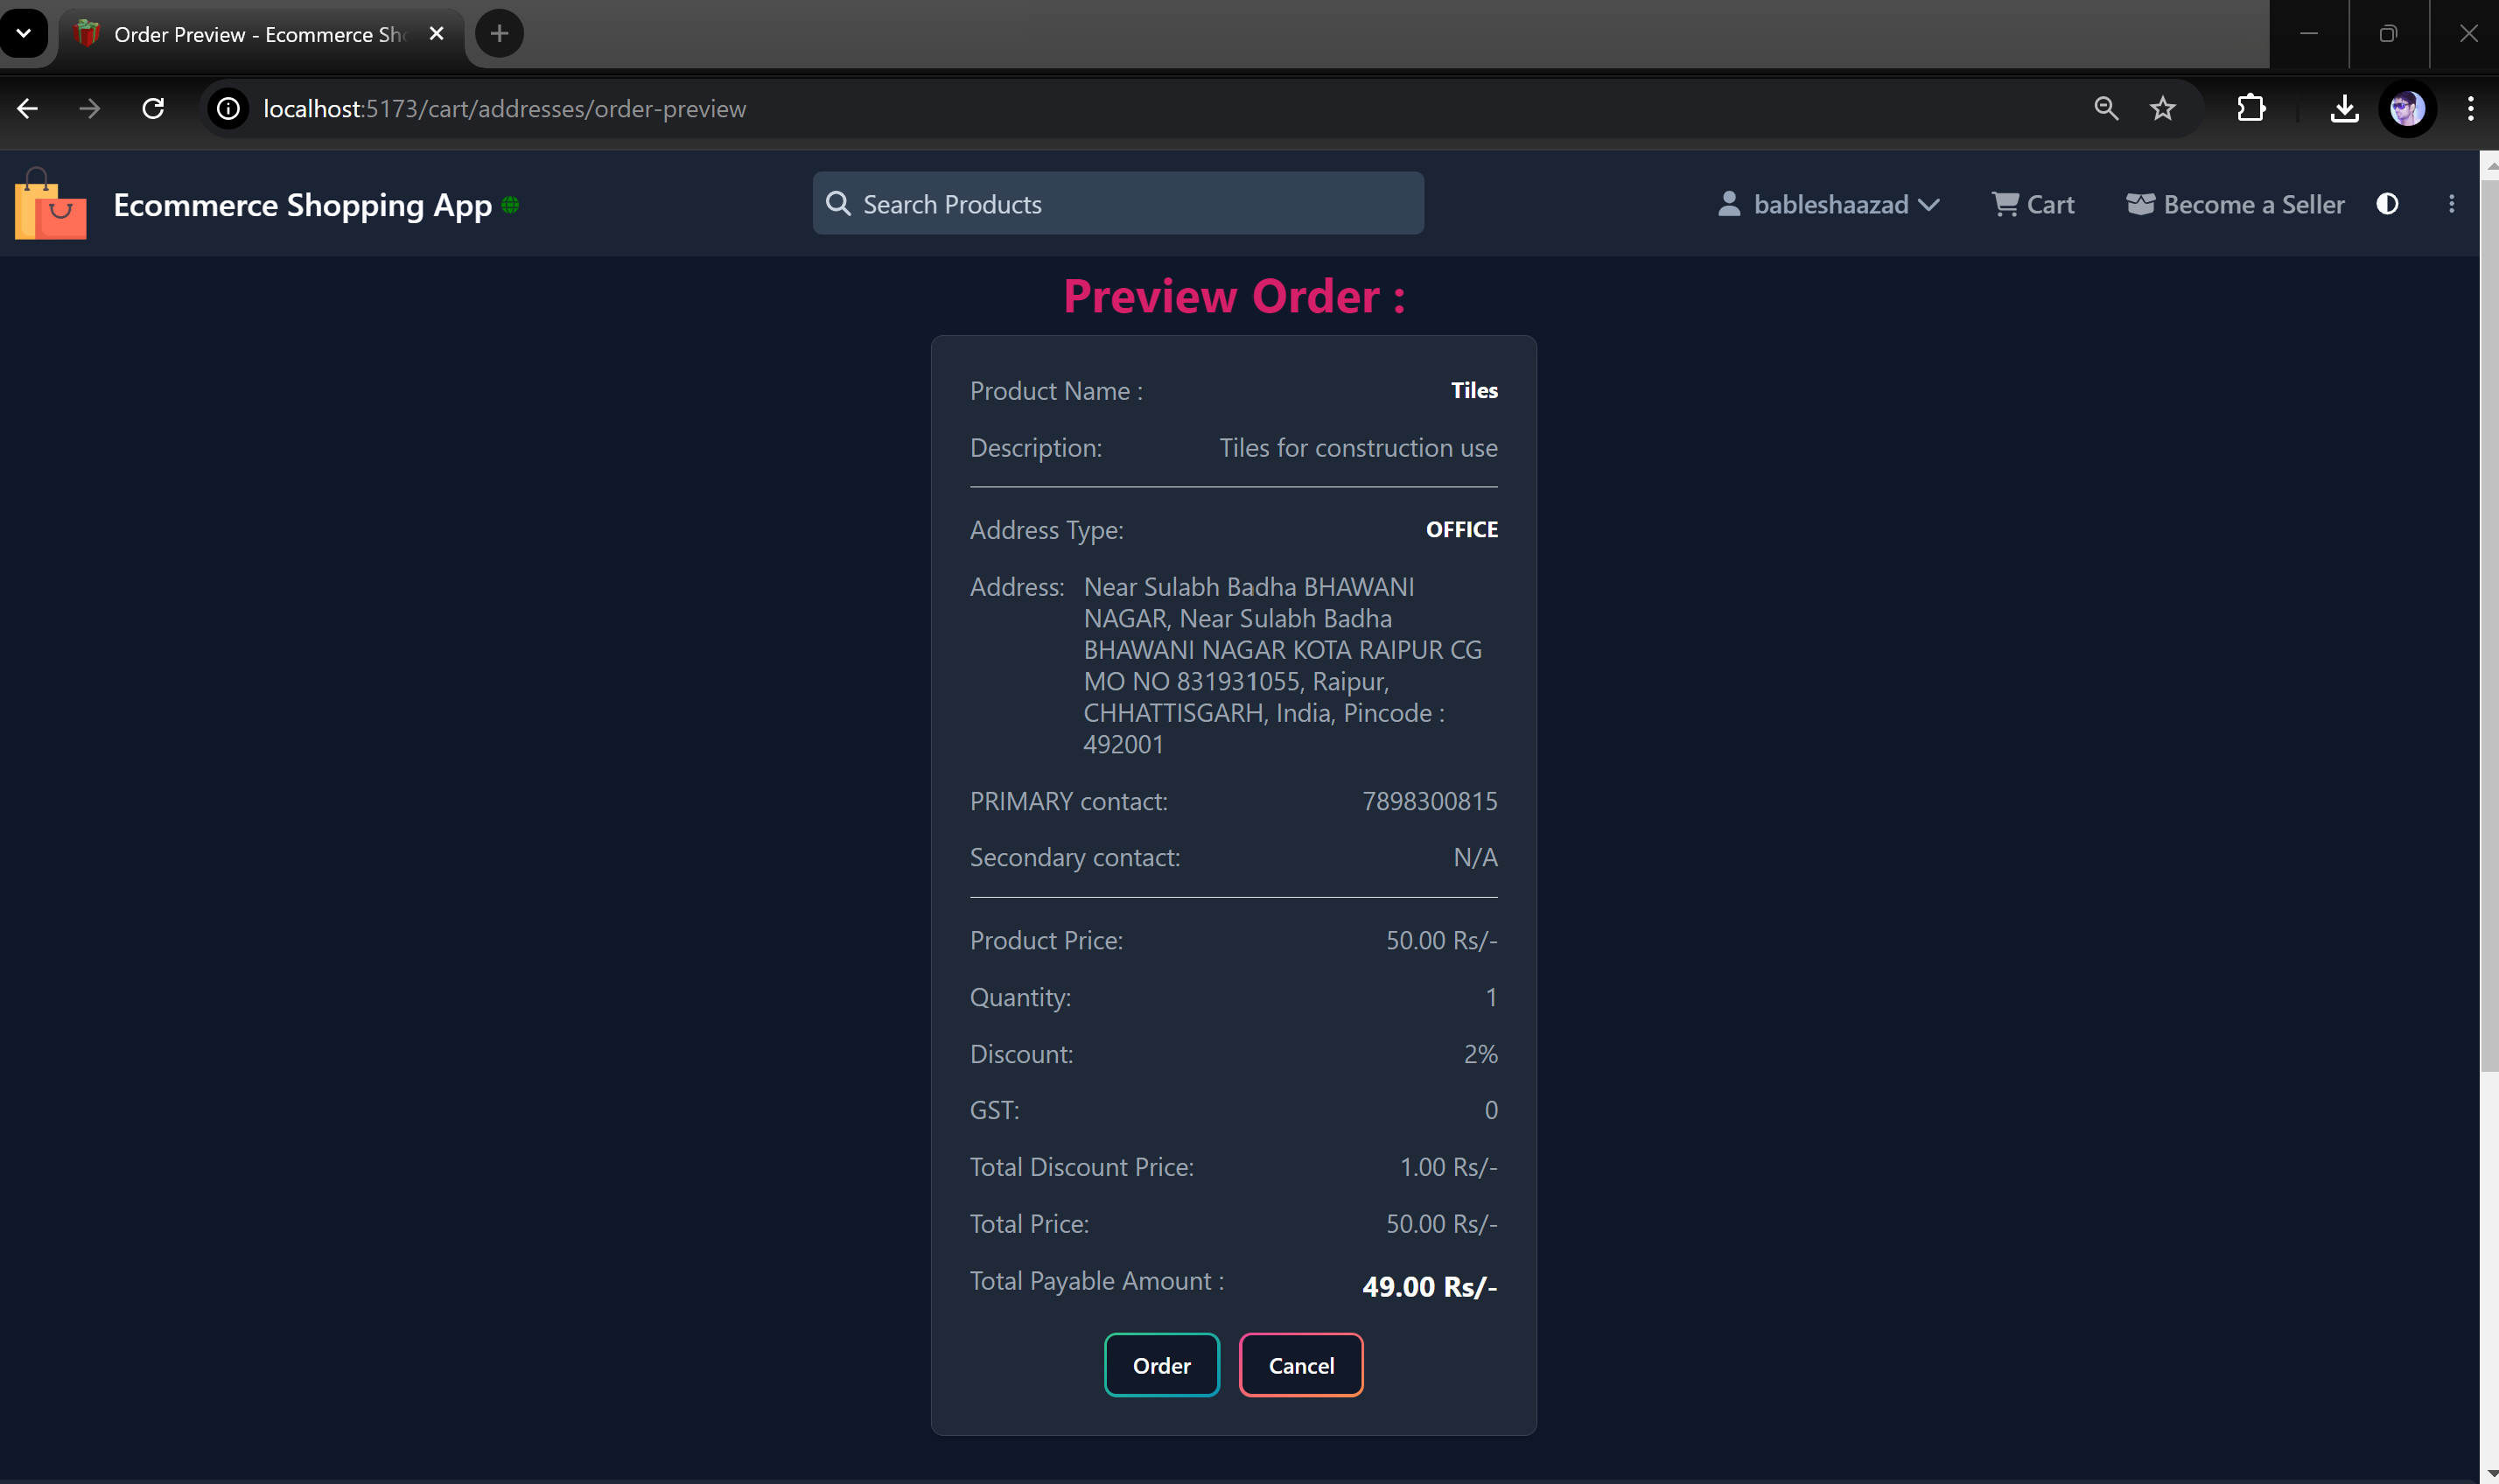 Order Preview - Ecommerce Sh
localhost:5173/cart/addresses/order-preview
Ecommerce Shopping App
Search Products
bableshaazad
Cart
Become a Seller
Preview Order :
Product Name : Tiles
Description: Tiles for construction use
Address Type: OFFICE
Address: Near Sulabh Badha BHAWANI
NAGAR, Near Sulabh Badha
BHAWANI NAGAR KOTA RAIPUR CG
MO NO 831931055, Raipur,
CHHATTISGARH, India, Pincode :
492001
PRIMARY contact: 7898300815
Secondary contact: N/A
Product Price: 50.00 Rs/-
Quantity: 1
Discount: 2%
GST: 0
Total Discount Price: 1.00 Rs/-
Total Price: 50.00 Rs/-
Total Payable Amount : 49.00 Rs/-
Order
Cancel